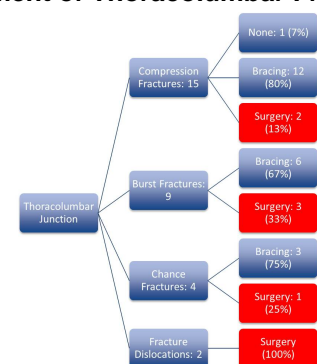 None: 1 (7%)
Compression
Fractures: 15
Bracing: 12
(80%)
Surgery: 2
(13%)
Bracing: 6
(67%)
Burst Fractures:
9
Surgery: 3
(33%)
Thoracolumbar
Junction
Bracing: 3
(75%)
Chance
Fractures: 4
Surgery: 1
(25%)
Fracture
Dislocations: 2
Surgery
(100%)